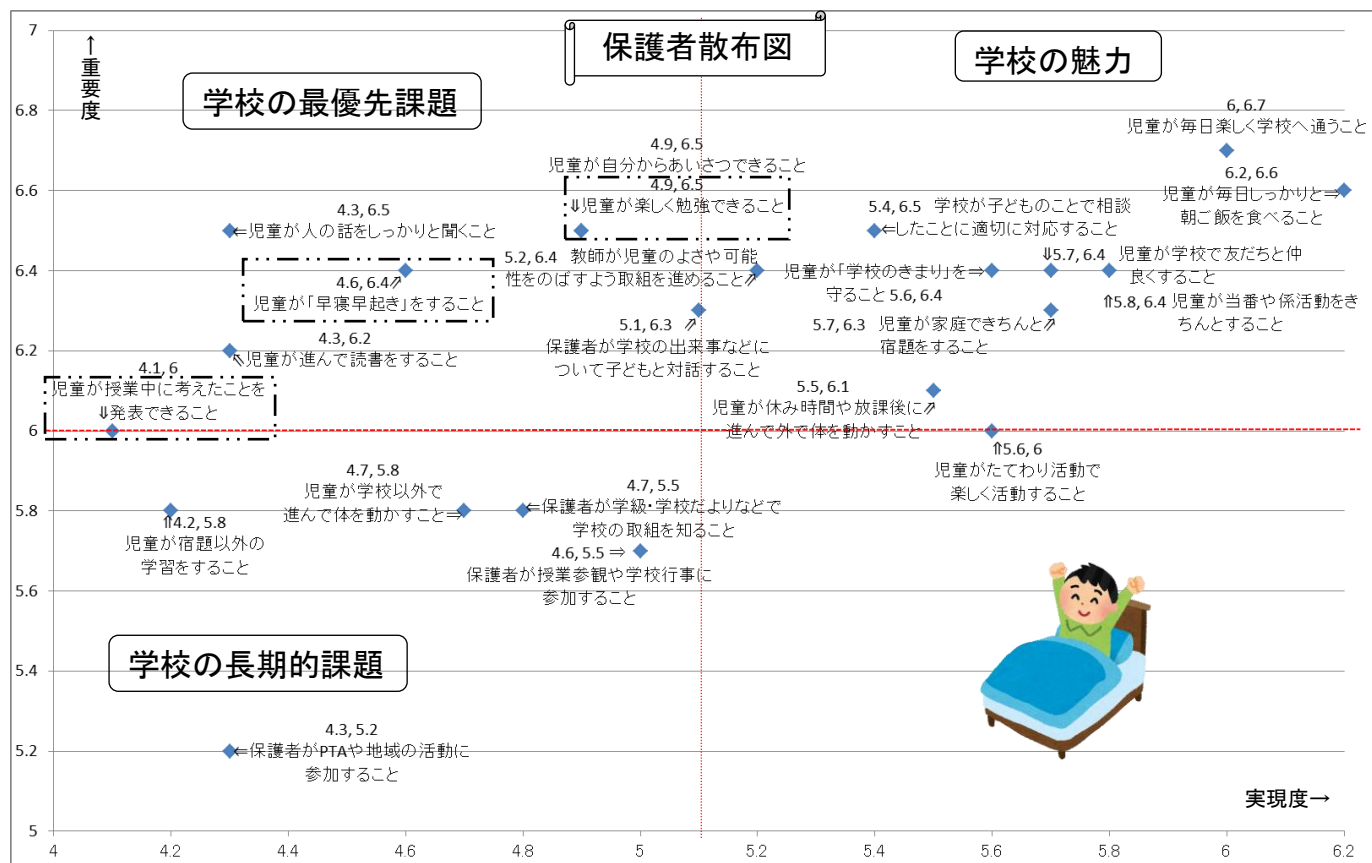 保護者散布図
↑重要度
学校の最優先課題
学校の魅力
6, 6.7
児童が毎日楽しく学校へ通うこと
4.9, 6.5
児童が自分からあいさつできること
4.9, 6.5
⇓児童が楽しく勉強できること
6.2, 6.6
児童が毎日しっかりと⇒
朝ご飯を食べること
4.3, 6.5
⇐児童が人の話をしっかりと聞くこと
5.4, 6.5 学校が子どものことで相談
⇐したことに適切に対応すること
5.2, 6.4 教師が児童のよさや可能
性をのばすよう取組を進めること⇗
4.6, 6.4⇗
児童が「早寝早起き」をすること
児童が「学校のきまり」を⇒
守ること 5.6, 6.4
⇓5.7, 6.4 児童が学校で友だちと仲
良くすること
⇑5.8, 6.4 児童が当番や係活動をき
ちんとすること
5.1, 6.3 ⇗
保護者が学校の出来事などに
ついて子どもと対話すること
5.7, 6.3 児童が家庭できちんと⇗
宿題をすること
4.3, 6.2
⇖児童が進んで読書をすること
4.1, 6
児童が授業中に考えたことを
⇓発表できること
5.5, 6.1
児童が休み時間や放課後に⇗
進んで外で体を動かすこと
⇑5.6, 6
児童がたてわり活動で
楽しく活動すること
4.7, 5.8
児童が学校以外で
進んで体を動かすこと⇒
4.7, 5.5
⇐保護者が学級・学校だよりなどで
学校の取組を知ること
⇑4.2, 5.8
児童が宿題以外の
学習をすること
4.6, 5.5 ⇒
保護者が授業参観や学校行事に
参加すること
学校の長期的課題
4.3, 5.2
⇐保護者がPTAや地域の活動に
参加すること
実現度→
7
6.8
6.6
6.4
6.2
6
5.8
5.6
5.4
5.2
5
4 4.2 4.4 4.6 4.8 5 5.2 5.4 5.6 5.8 6 6.2